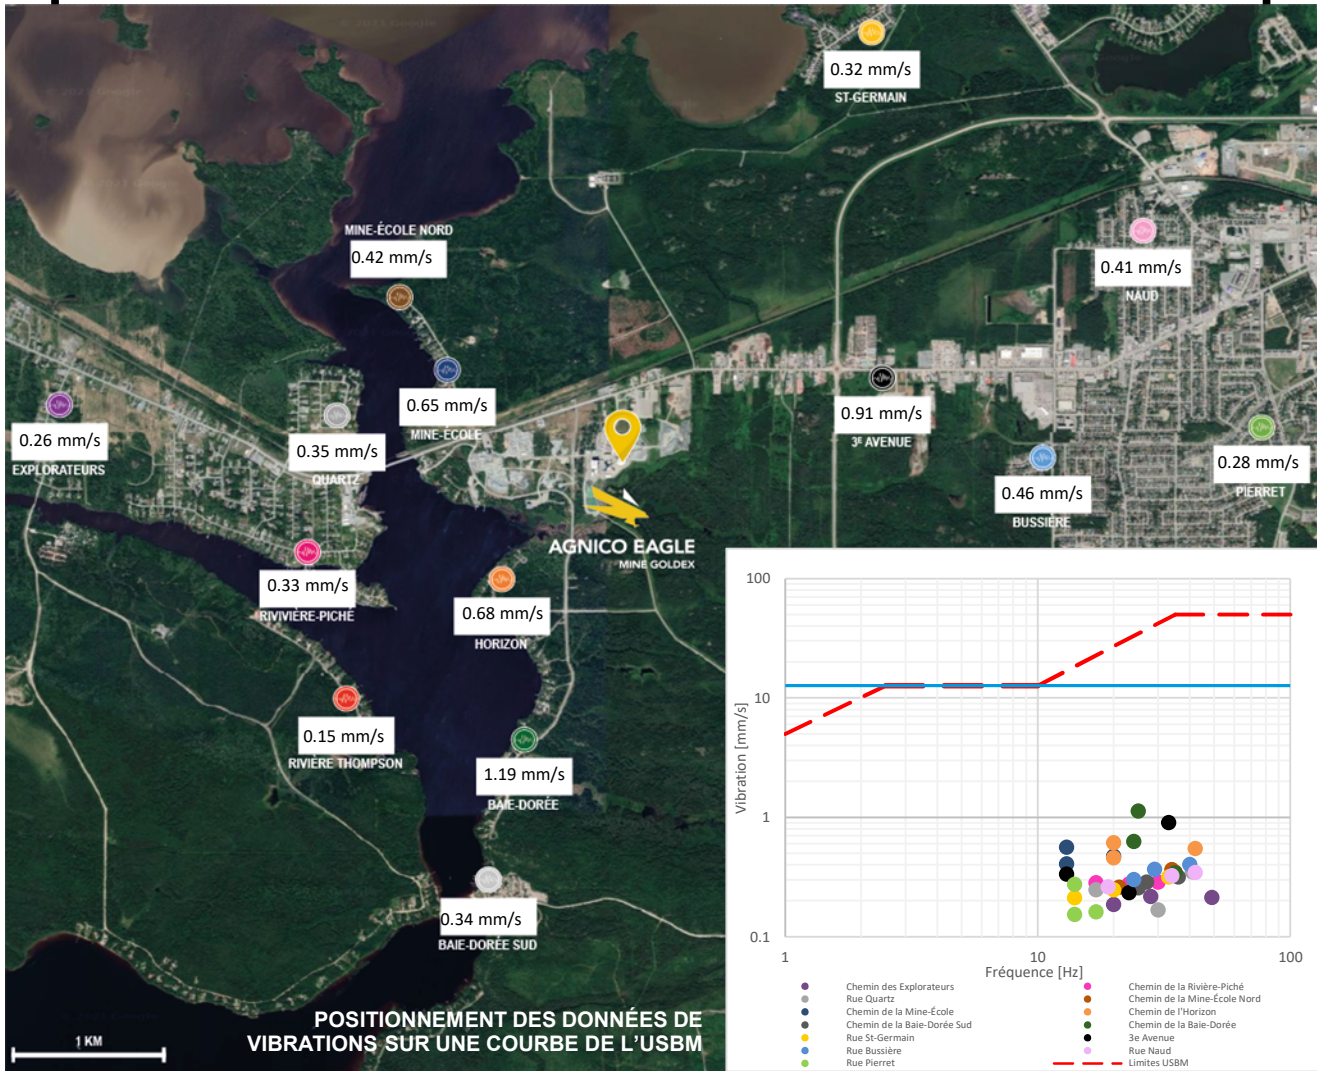 0.32 mm/s
ST-GERMAIN
MINE-ÉCOLE NORD
0.42 mm/s
0.41 mm/s
NAUD
0.65 mm/s
MINE-ÉCOLE
0.91 mm/s
3E AVENUE
0.26 mm/s
EXPLORATEURS
0.35 mm/s
QUARTZ
0.28 mm/s
PIERRET
0.46 mm/s
BUSSIÈRE
AGNICO EAGLE
MINE GOLDEX
0.33 mm/s
RIVIVIÈRE-PICHÉ
0.68 mm/s
HORIZON
0.15 mm/s
RIVIÈRE THOMPSON
1.19 mm/s
BAIE-DORÉE
0.34 mm/s
BAIE-DORÉE SUD
POSITIONNEMENT DES DONNÉES DE
VIBRATIONS SUR UNE COURBE DE L'USBM
1 KM
100
10
1
0.1
Vibration [mm/s]
1
10
100
Fréquence [Hz]
Chemin des Explorateurs
Chemin de la Rivière-Piché
Rue Quartz
Chemin de la Mine-École Nord
Chemin de la Mine-École
Chemin de l'Horizon
Chemin de la Baie-Dorée Sud
Chemin de la Baie-Dorée
Rue St-Germain
3e Avenue
Rue Bussière
Rue Naud
Rue Pierret
Limites USBM